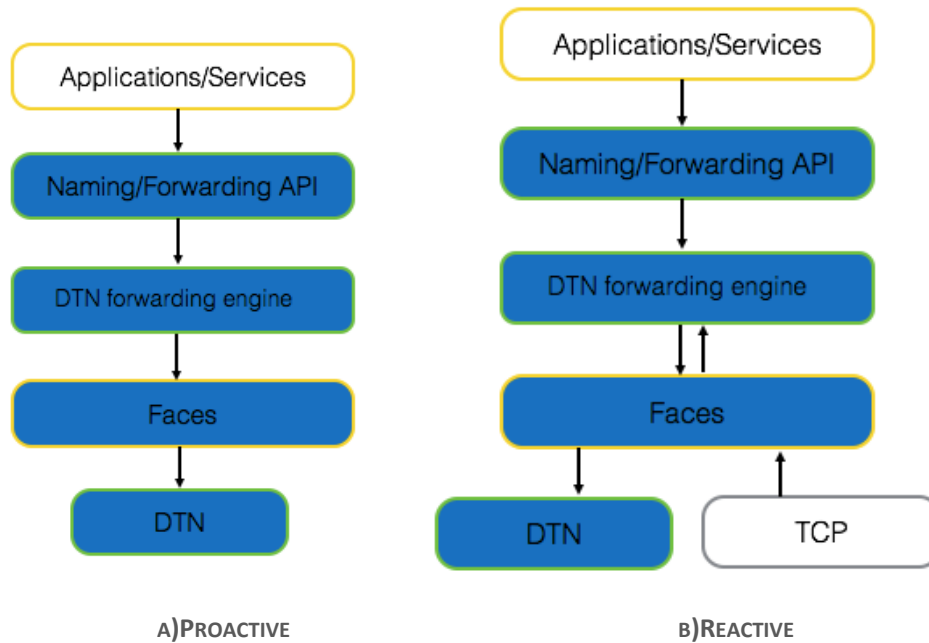 Applications/Services
Naming/Forwarding API
DTN forwarding engine
Faces
DTN
A)PROACTIVE
Applications/Services
Naming/Forwarding API
DTN forwarding engine
Faces
DTN
TCP
B)REACTIVE